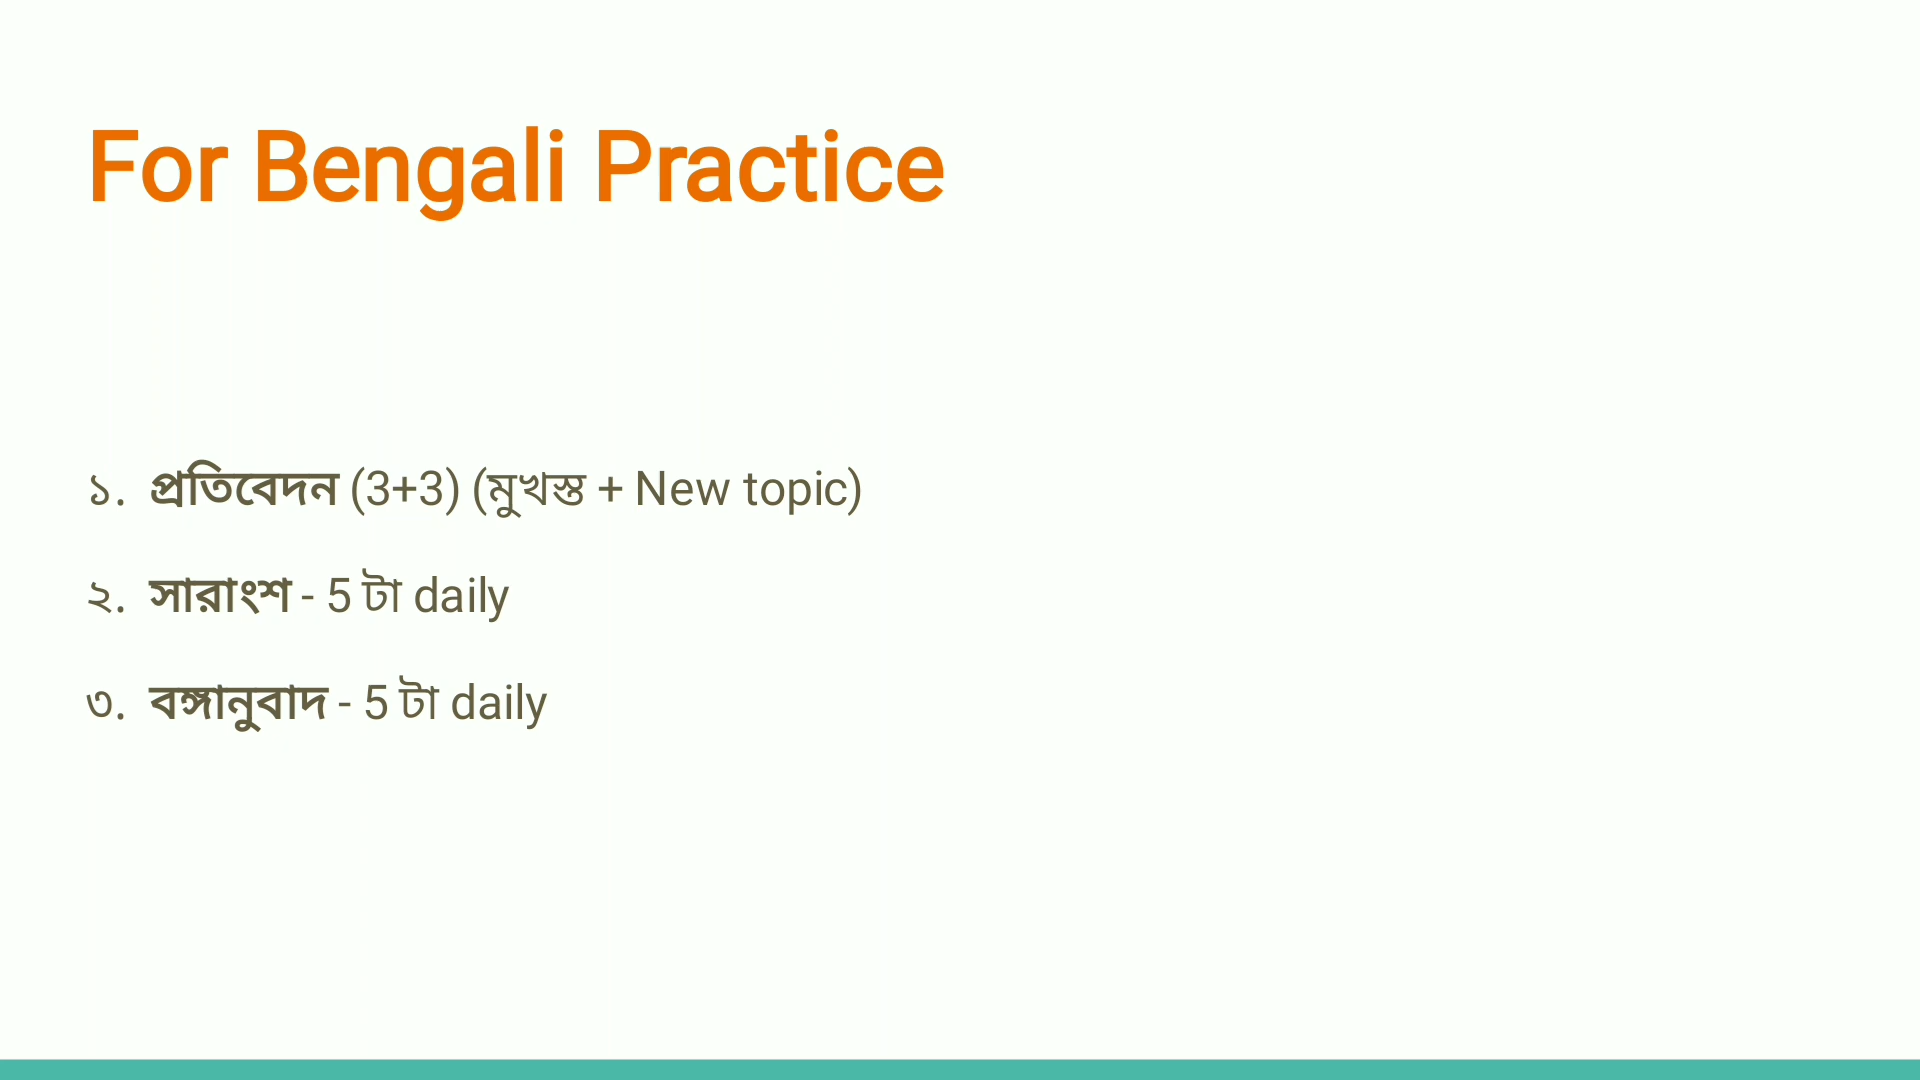 For Bengali Practice
১. প্রতিবেদন (3+3) (মুখস্ত + New topic)
২. সারাংশ - 5 টা daily
৩. বঙ্গানুবাদ - 5 টা daily